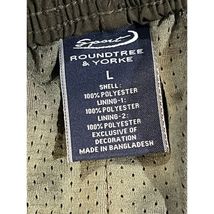 Sport
ROUNDTREE
& YORKE
L
SHELL:
100% POLYESTER
LINING-1:
100% POLYESTER
LINING-2:
100% POLYESTER
EXCLUSIVE OF
DECORATION
MADE IN BANGLADESH